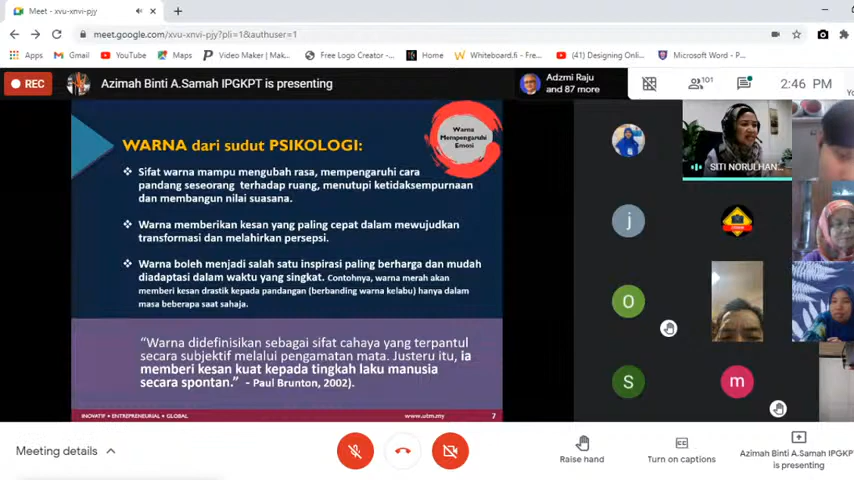 Meet - xvu-xnvi-pjy
meet.google.com/xvu-xnvi-pjy?pli=1&authuser=1
Apps
Gmail
YouTube
Maps
Video Maker | Mak...
Free Logo Creator -...
Home
Whiteboard.fi - Fre...
(41) Designing Onli...
Microsoft Word - P...
REC
Azimah Binti A.Samah IPGKPT is presenting
Adzmi Raju
and 87 more
101
2:46 PM
Yo
WARNA dari sudut PSIKOLOGI:
Warna
Mempengaruhi
Emosi
❖ Sifat warna mampu mengubah rasa, mempengaruhi cara
pandang seseorang terhadap ruang, menutupi ketidaksempurnaan
dan membangun nilai suasana.
❖ Warna memberikan kesan yang paling cepat dalam mewujudkan
transformasi dan melahirkan persepsi.
❖ Warna boleh menjadi salah satu inspirasi paling berharga dan mudah
diadaptasi dalam waktu yang singkat. Contohnya, warna merah akan
memberi kesan drastik kepada pandangan (berbanding warna kelabu) hanya dalam
masa beberapa saat sahaja.
“Warna didefinisikan sebagai sifat cahaya yang terpantul
secara subjektif melalui pengamatan mata. Justeru itu, ia
memberi kesan kuat kepada tingkah laku manusia
secara spontan.” - Paul Brunton, 2002).
INOVATIF • ENTREPRENEURIAL • GLOBAL
www.utm.my
7
SITI NORULHAN...
j
O
S
m
Meeting details
Raise hand
Turn on captions
Azimah Binti A.Samah IPGKP
is presenting